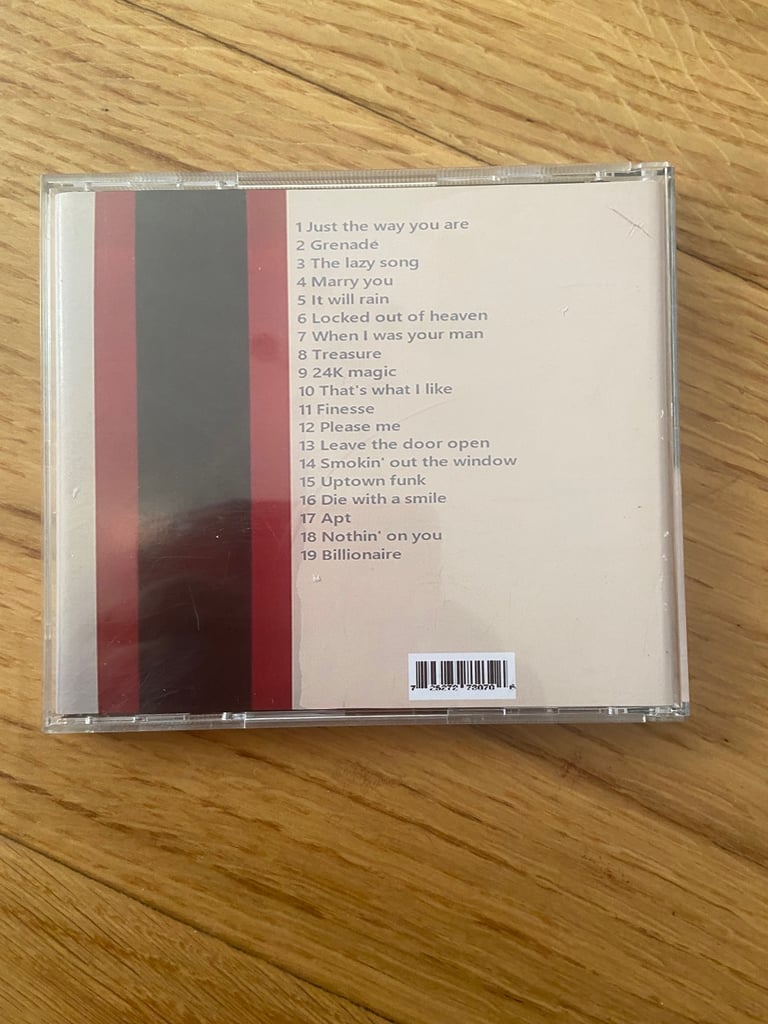 1 Just the way you are
2 Grenade
3 The lazy song
4 Marry you
5 It will rain
6 Locked out of heaven
7 When I was your man
8 Treasure
9 24K magic
10 That's what I like
11 Finesse
12 Please me
13 Leave the door open
14 Smokin' out the window
15 Uptown funk
16 Die with a smile
17 Apt
18 Nothin' on you
19 Billionaire
7 25272 73070